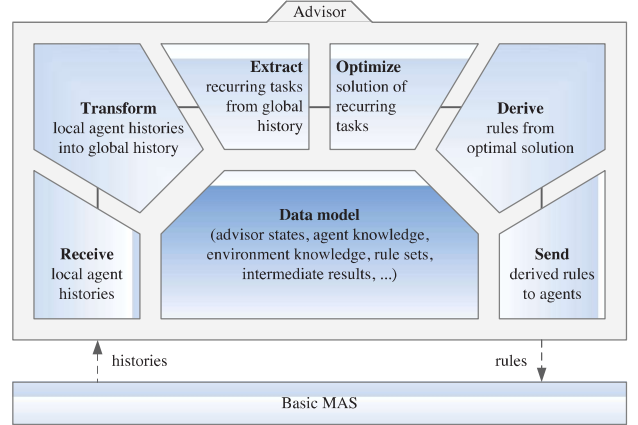 Advisor
Extract
recurring tasks
from global
history
Optimize
solution of
recurring
tasks
Transform
local agent histories
into global history
Derive
rules from
optimal solution
Data model
(advisor states, agent knowledge,
environment knowledge, rule sets,
intermediate results, ...)
Receive
local agent
histories
Send
derived rules
to agents
histories
rules
Basic MAS